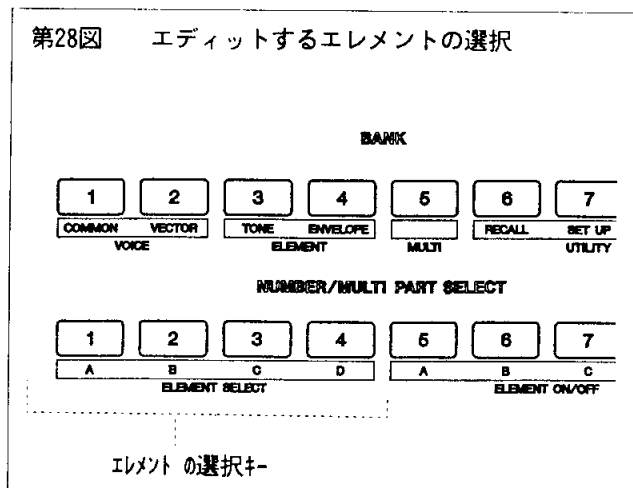 第28図 エディットするエレメントの選択
BANK
1 2 3 4 5 6 7
COMMON VECTOR TONE ENVELOPE RECALL SET UP
VOICE ELEMENT MULTI UTILITY
NUMBER/MULTI PART SELECT
1 2 3 4 5 6 7
A B C D A B C
ELEMENT SELECT ELEMENT ON/OFF
エレメント の選択キー